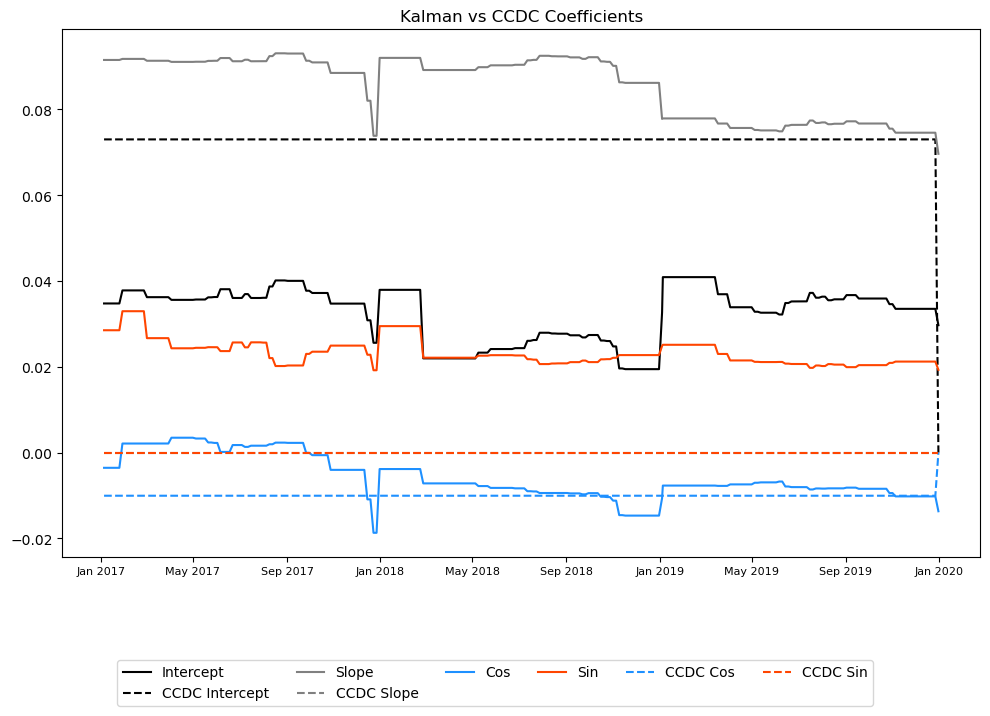 Kalman vs CCDC Coefficients
0.08
0.06
0.04
0.02
0.00
−0.02
Jan 2017 May 2017 Sep 2017 Jan 2018 May 2018 Sep 2018 Jan 2019 May 2019 Sep 2019 Jan 2020
Intercept Slope Cos Sin CCDC Cos CCDC Sin
CCDC Intercept CCDC Slope